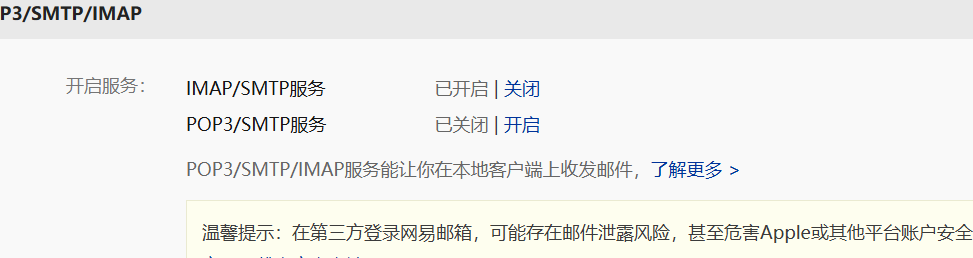 P3/SMTP/IMAP
开启服务： IMAP/SMTP服务 已开启 | 关闭
POP3/SMTP服务 已关闭 | 开启
POP3/SMTP/IMAP服务能让你在本地客户端上收发邮件，了解更多 >
温馨提示：在第三方登录网易邮箱，可能存在邮件泄露风险，甚至危害Apple或其他平台账户安全